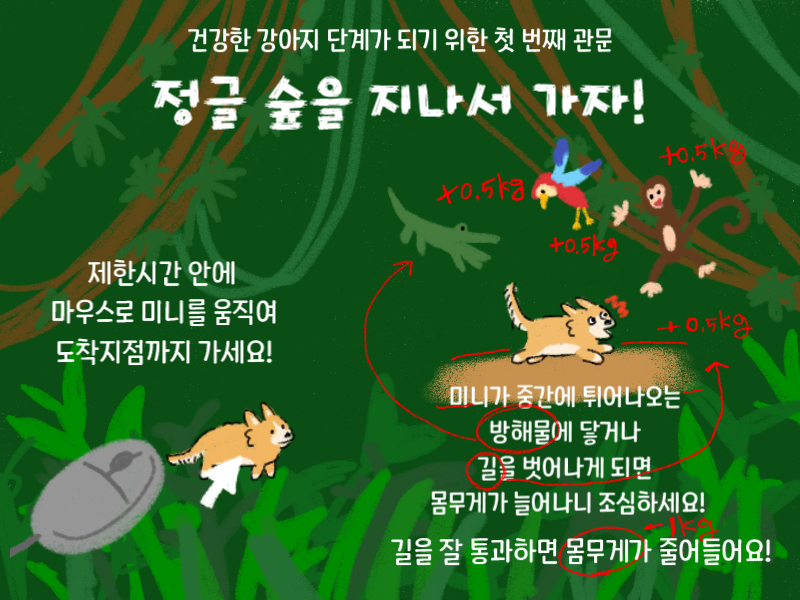 건강한 강아지 단계가 되기 위한 첫 번째 관문
정글 숲을 지나서 가자!
+0.5kg
+0.5kg
+0.5kg
제한시간 안에
마우스로 미니를 움직여
도착지점까지 가세요!
+0.5kg
미니가 중간에 튀어나오는
방해물에 닿거나
길을 벗어나게 되면
몸무게가 늘어나니 조심하세요!
-1kg
길을 잘 통과하면 몸무게가 줄어들어요!